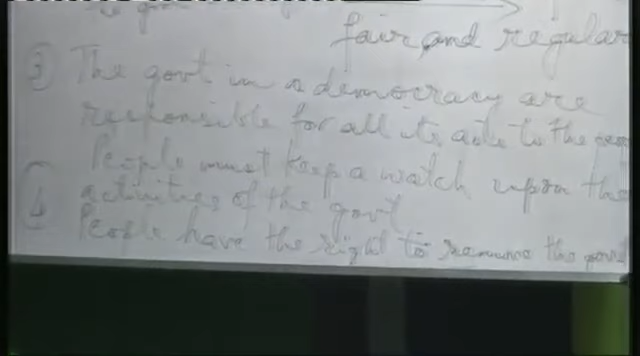 fair and regular
③ The govt in a democracy are
responsible for all its acts to the
People must keep a watch upon the
activities of the govt
④ People have the right to remove the govt